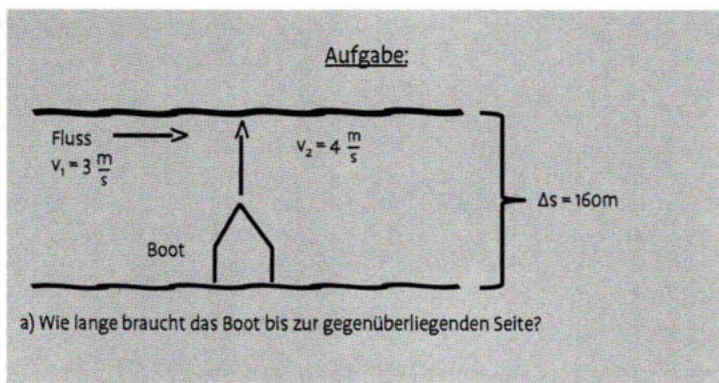 Aufgabe:
Fluss
v₁ = 3 m/s
v₂ = 4 m/s
Boot
Δs = 160m
a) Wie lange braucht das Boot bis zur gegenüberliegenden Seite?